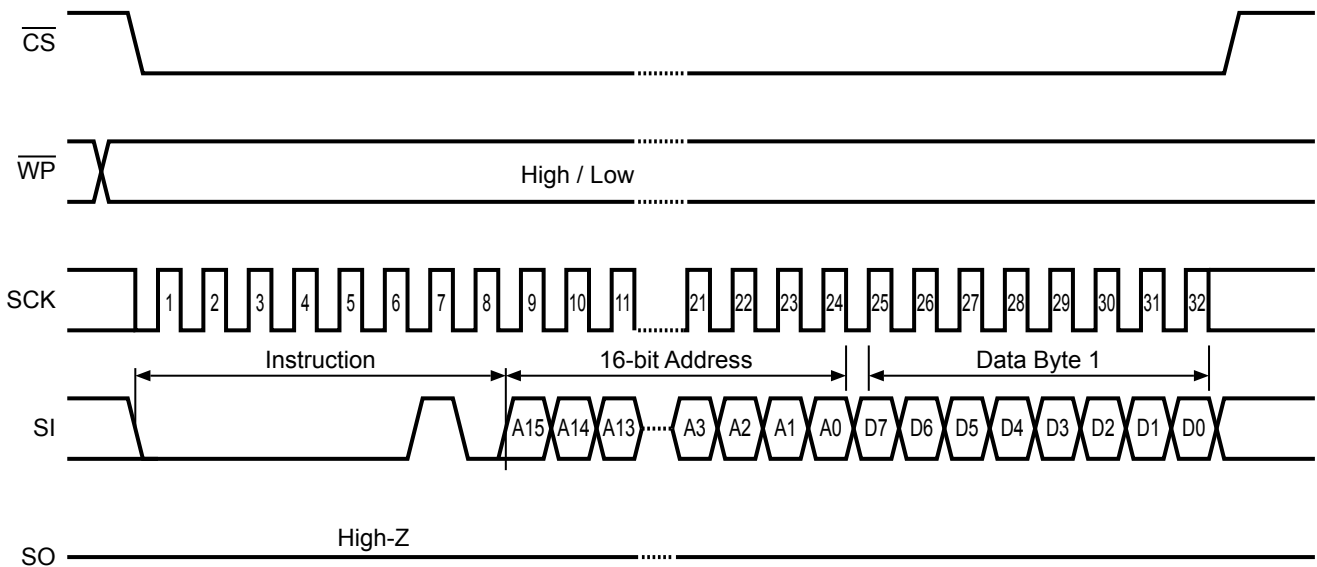 CS
WP
High / Low
SCK
1 2 3 4 5 6 7 8 9 10 11 21 22 23 24 25 26 27 28 29 30 31 32
Instruction 16-bit Address Data Byte 1
SI
A15 A14 A13 A3 A2 A1 A0 D7 D6 D5 D4 D3 D2 D1 D0
High-Z
SO